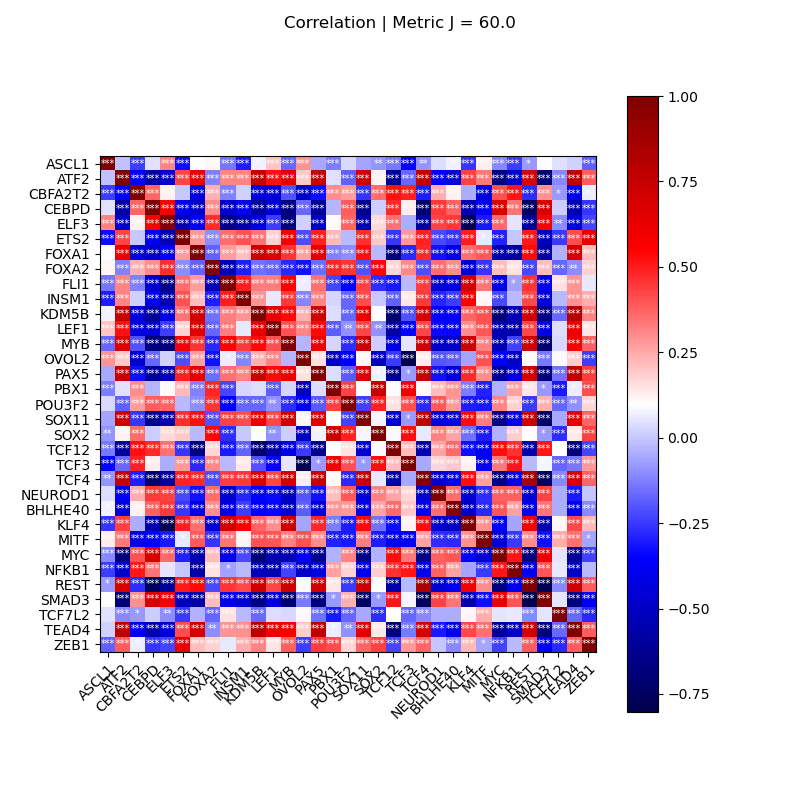 Correlation | Metric J = 60.0
ASCL1
ATF2
CBFA2T2
CEBPD
ELF3
ETS2
FOXA1
FOXA2
FLI1
INSM1
KDM5B
LEF1
MYB
OVOL2
PAX5
PBX1
POU3F2
SOX11
SOX2
TCF12
TCF3
TCF4
NEUROD1
BHLHE40
KLF4
MITF
MYC
NFKB1
REST
SMAD3
TCF7L2
TEAD4
ZEB1
ASCL1
ATF2
CBFA2T2
CEBPD
ELF3
ETS2
FOXA1
FOXA2
FLI1
INSM1
KDM5B
LEF1
MYB
OVOL2
PAX5
PBX1
POU3F2
SOX11
SOX2
TCF12
TCF3
TCF4
NEUROD1
BHLHE40
KLF4
MITF
MYC
NFKB1
REST
SMAD3
TCF7L2
TEAD4
ZEB1
1.00
0.75
0.50
0.25
0.00
−0.25
−0.50
−0.75